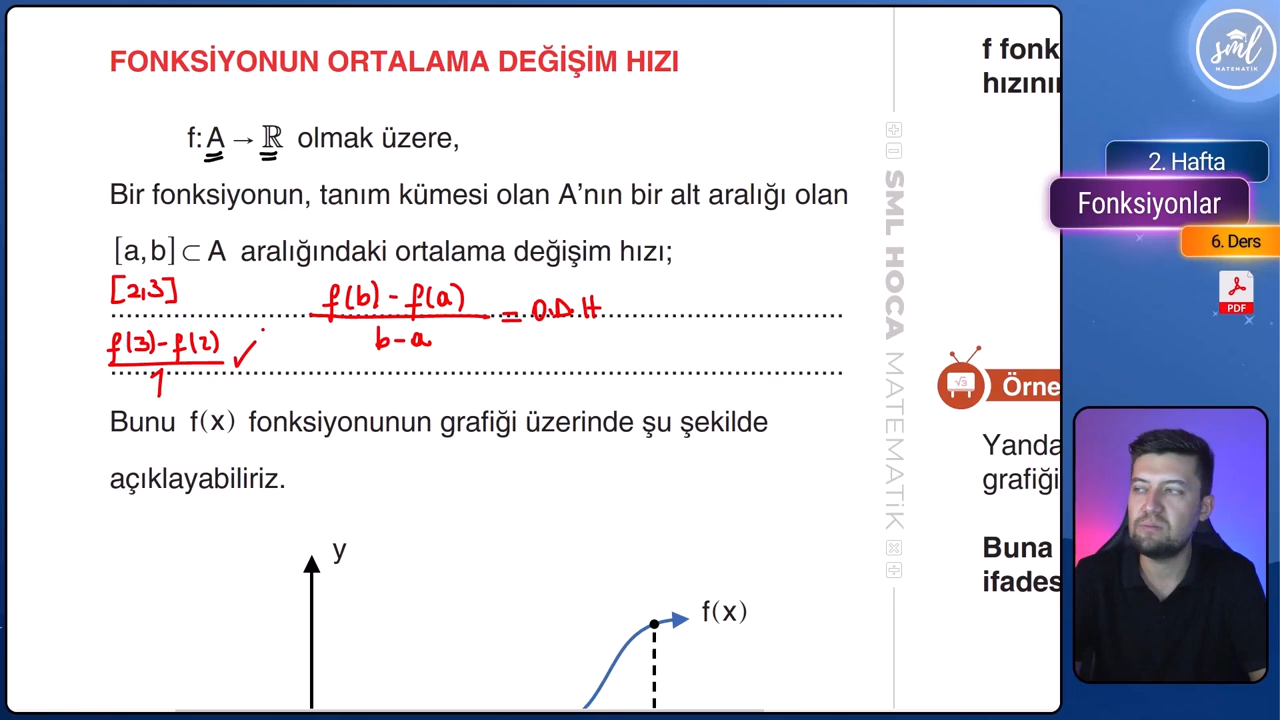 FONKSİYONUN ORTALAMA DEĞİŞİM HIZI
f: A → ℝ olmak üzere,
Bir fonksiyonun, tanım kümesi olan A’nın bir alt aralığı olan
[a,b] ⊂ A aralığındaki ortalama değişim hızı;
[2,3]
f(b) - f(a) / b-a = O.D.H
f(3)-f(2) / 1 ✓
Bunu f(x) fonksiyonunun grafiği üzerinde şu şekilde
açıklayabiliriz.
y
f(x)
SML HOCA MATEMATİK
f fonk
hızının
√3
Örne
Yanda
grafiği
Buna
ifades
sml
MATEMATİK
2. Hafta
Fonksiyonlar
6. Ders
PDF